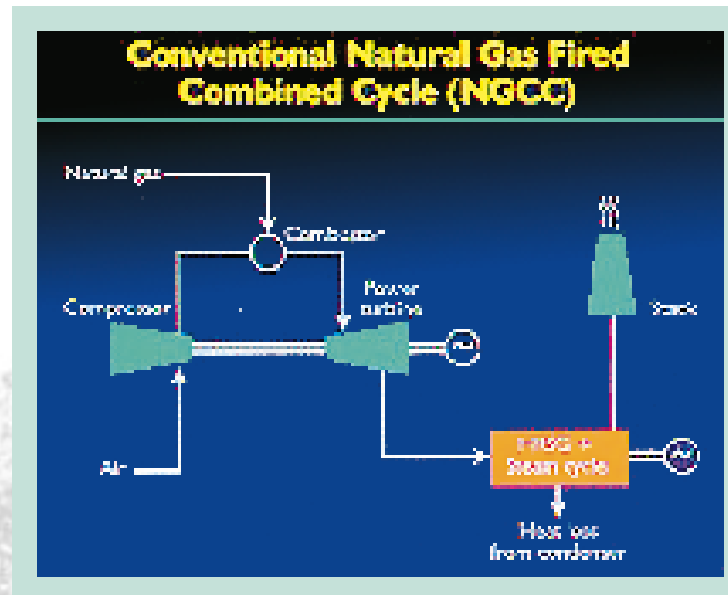 Conventional Natural Gas Fired
Combined Cycle (NGCC)
Natural gas
Combustor
Compressor
Power
turbine
Stack
Air
HRSG +
Steam cycle
Heat loss
from condenser